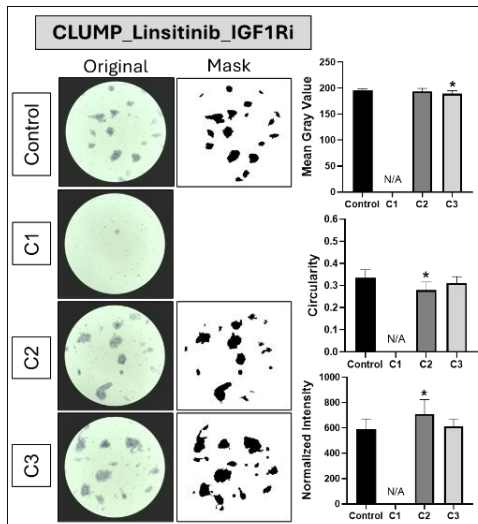 CLUMP_Linsitinib_IGF1Ri
Original Mask
Control
C1
C2
C3
Mean Gray Value
250
200
150
100
50
0
*
N/A
Control C1 C2 C3
Circularity
0.6
0.5
0.4
0.3
0.2
0.1
0.0
*
N/A
Control C1 C2 C3
Normalized Intensity
1000
800
600
400
200
0
*
N/A
Control C1 C2 C3